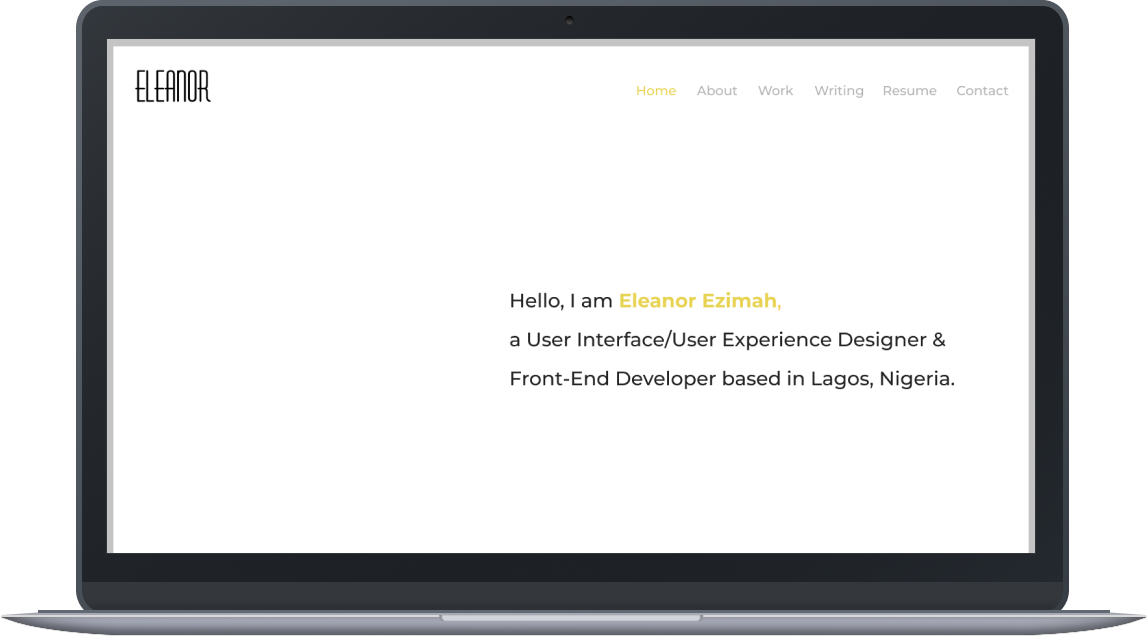 ELEANOR
Home About Work Writing Resume Contact
Hello, I am Eleanor Ezimah,
a User Interface/User Experience Designer &
Front-End Developer based in Lagos, Nigeria.